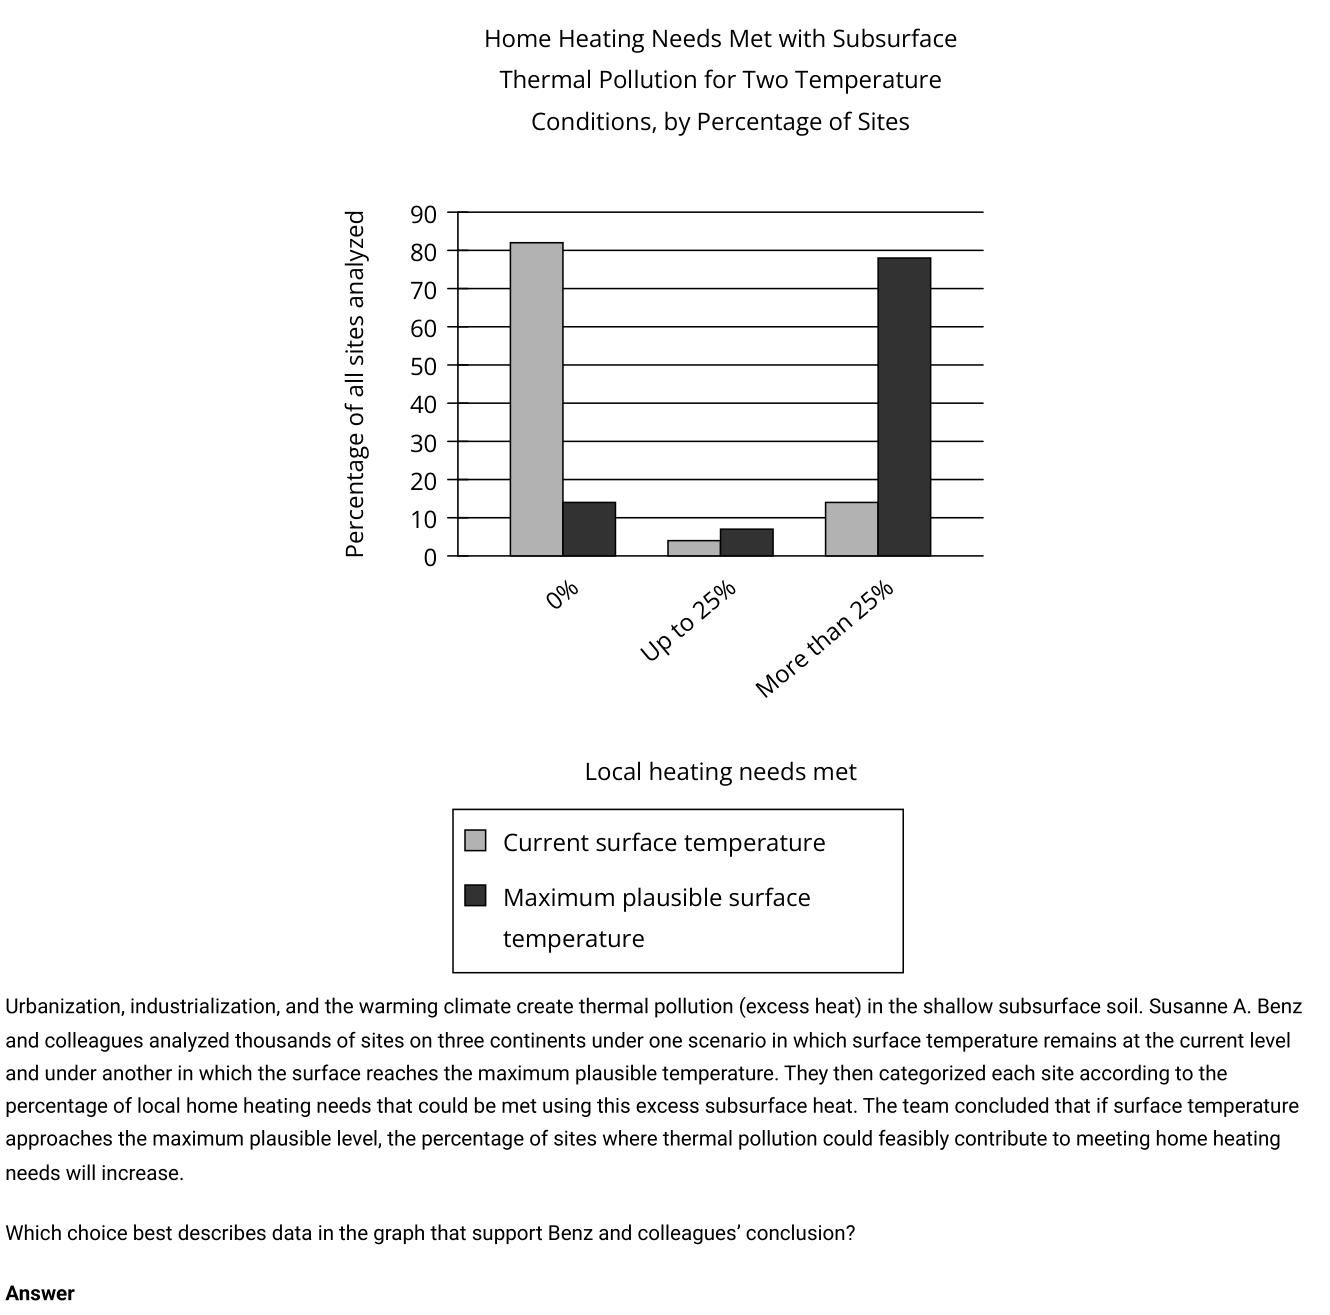 Home Heating Needs Met with Subsurface
Thermal Pollution for Two Temperature
Conditions, by Percentage of Sites
Percentage of all sites analyzed
90
80
70
60
50
40
30
20
10
0
0%
Up to 25%
More than 25%
Local heating needs met
Current surface temperature
Maximum plausible surface
temperature
Urbanization, industrialization, and the warming climate create thermal pollution (excess heat) in the shallow subsurface soil. Susanne A. Benz
and colleagues analyzed thousands of sites on three continents under one scenario in which surface temperature remains at the current level
and under another in which the surface reaches the maximum plausible temperature. They then categorized each site according to the
percentage of local home heating needs that could be met using this excess subsurface heat. The team concluded that if surface temperature
approaches the maximum plausible level, the percentage of sites where thermal pollution could feasibly contribute to meeting home heating
needs will increase.
Which choice best describes data in the graph that support Benz and colleagues’ conclusion?
Answer